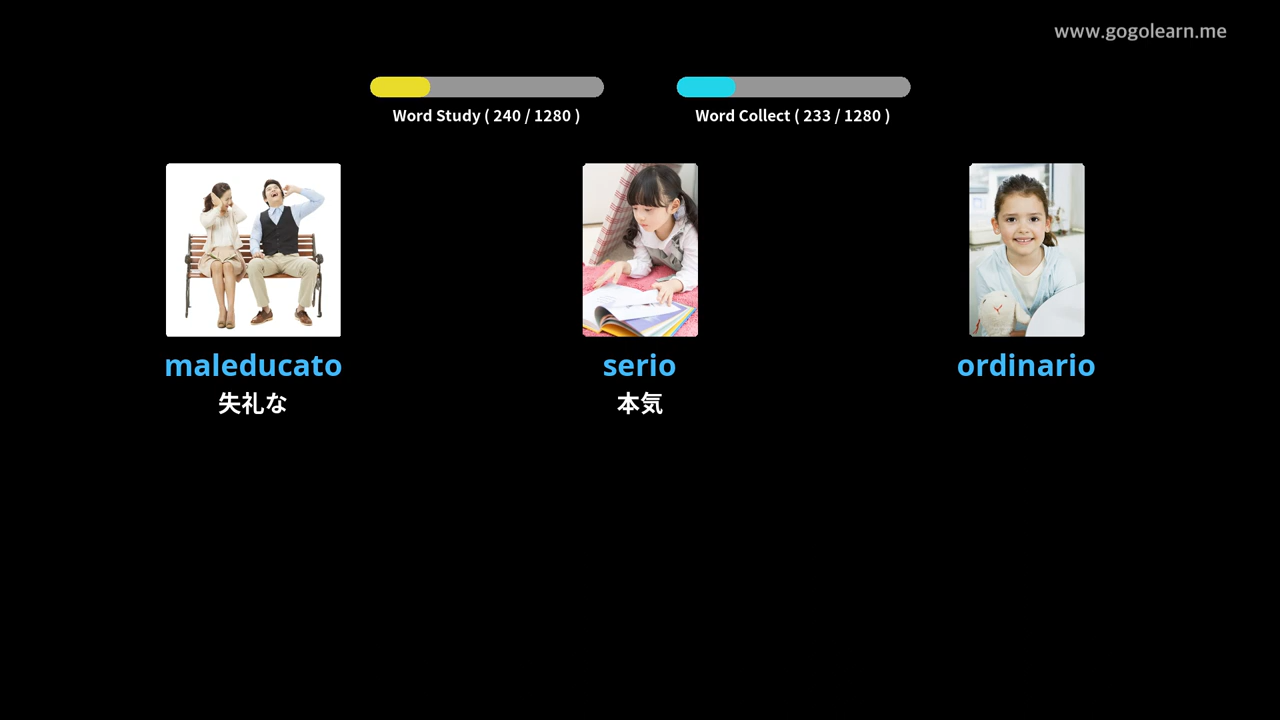 www.gogolearn.me
Word Study ( 240 / 1280 )
Word Collect ( 233 / 1280 )
maleducato
失礼な
serio
本気
ordinario